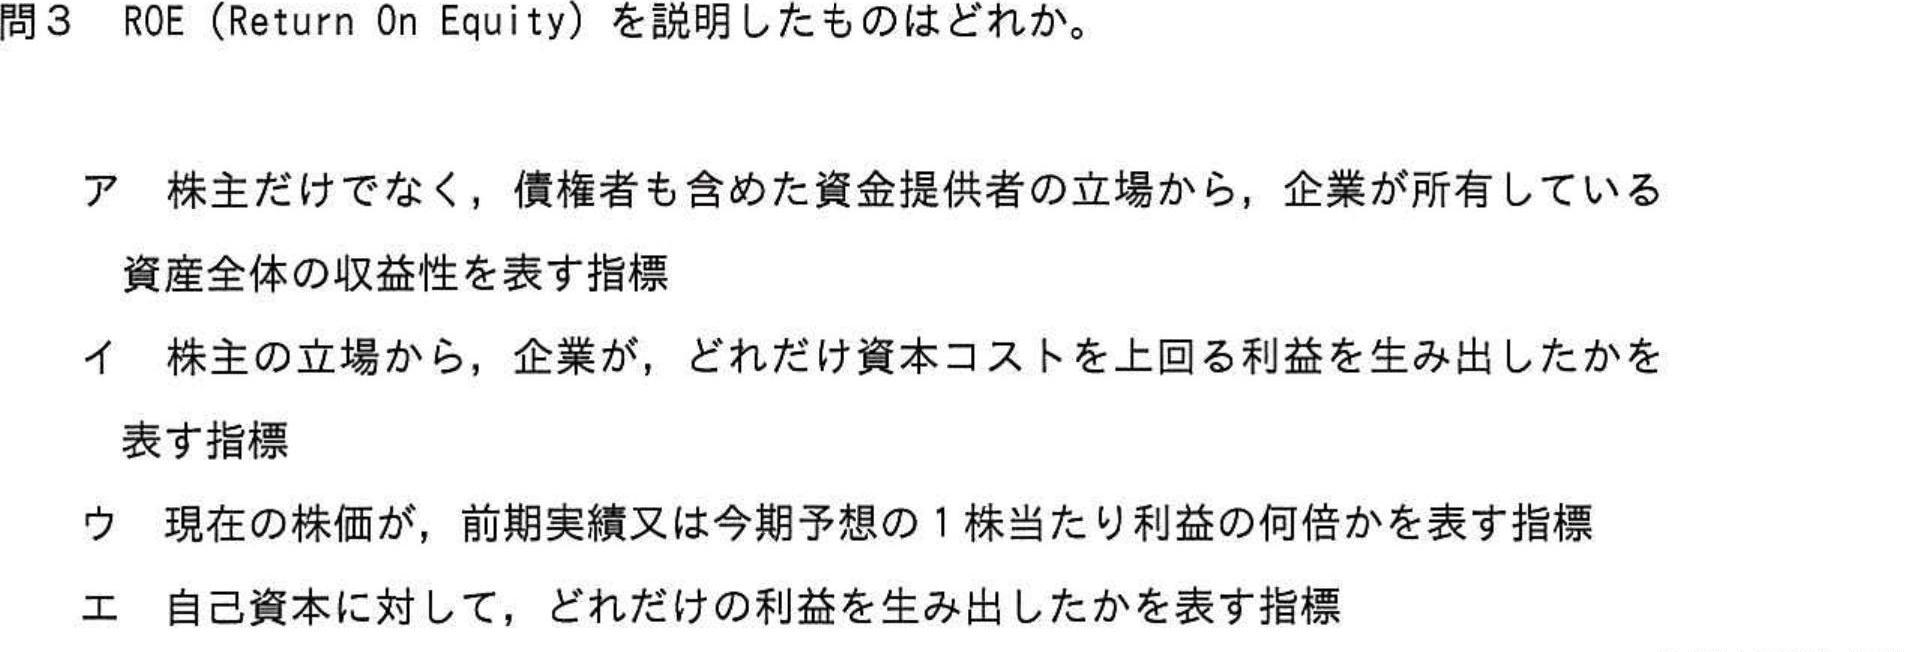 問３　ROE (Return On Equity) を説明したものはどれか。
ア　株主だけでなく，債権者も含めた資金提供者の立場から，企業が所有している
資産全体の収益性を表す指標
イ　株主の立場から，企業が，どれだけ資本コストを上回る利益を生み出したかを
表す指標
ウ　現在の株価が，前期実績又は今期予想の１株当たり利益の何倍かを表す指標
エ　自己資本に対して，どれだけの利益を生み出したかを表す指標